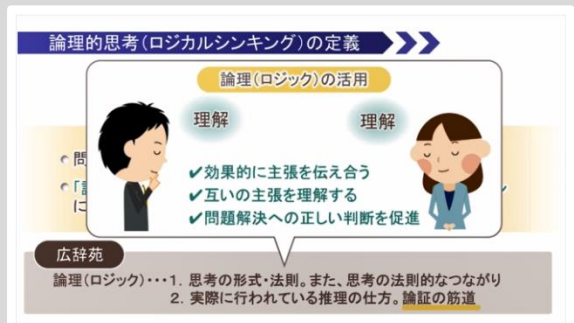 論理的思考(ロジカルシンキング)の定義
論理(ロジック)の活用
理解
理解
✔効果的に主張を伝え合う
✔互いの主張を理解する
✔問題解決への正しい判断を促進
広辞苑
論理(ロジック)･･･1. 思考の形式・法則。また、思考の法則的なつながり
2. 実際に行われている推理の仕方。論証の筋道